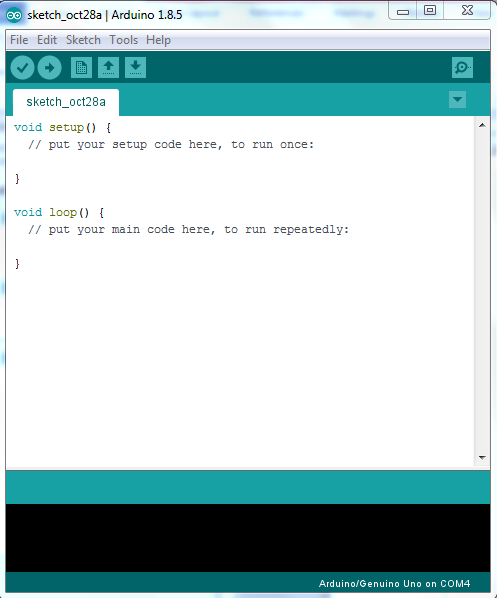 sketch_oct28a | Arduino 1.8.5
File Edit Sketch Tools Help
sketch_oct28a
void setup() {
  // put your setup code here, to run once:
}
void loop() {
  // put your main code here, to run repeatedly:
}
Arduino/Genuino Uno on COM4